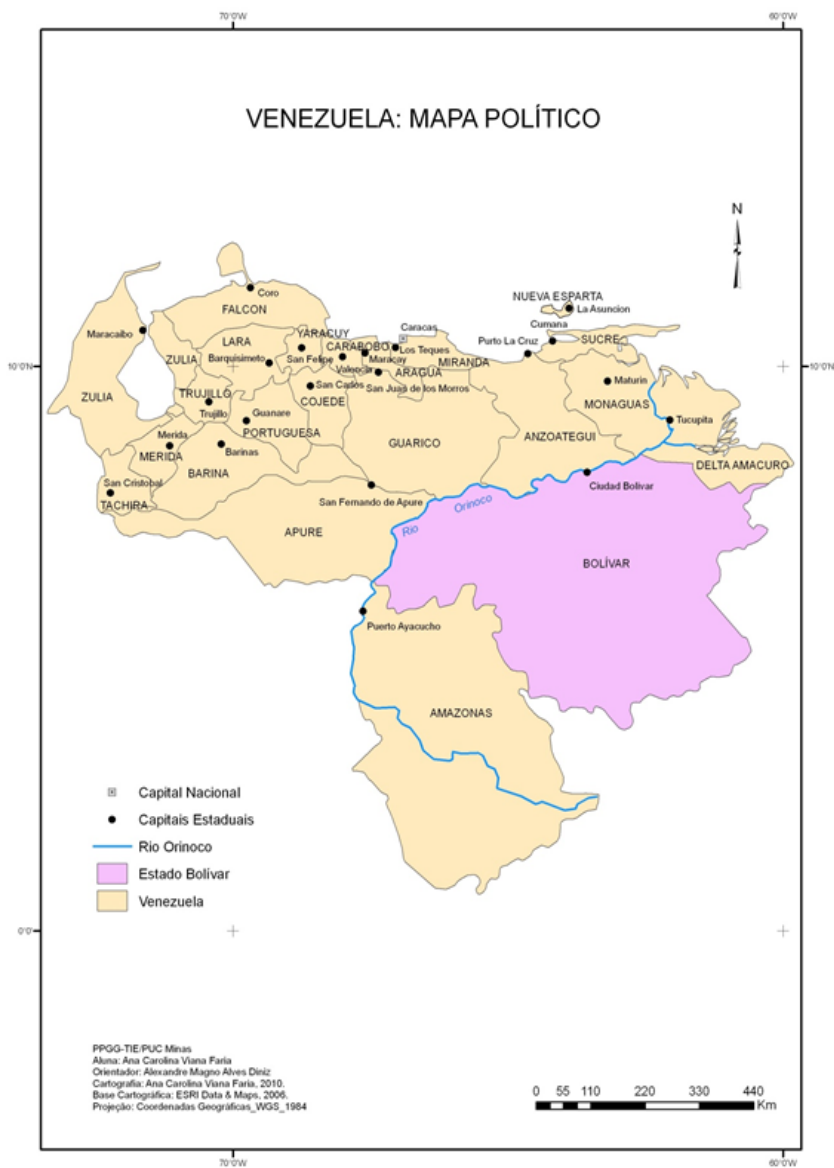 70°0'W
60°0'W
VENEZUELA: MAPA POLÍTICO
N
NUEVA ESPARTA
La Asuncion
Coro
FALCON
Cumana
Caracas
Maracaibo
YARACUY
LARA
CARABOBO
Los Teques
Purto La Cruz
SUCRE
ZULIA
Barquisimeto
San Felipe
Maracay
MIRANDA
10°0'N
10°0'N
Valencia
ARAGUA
San Carlos
San Juan de los Morros
Maturin
ZULIA
TRUJILLO
COJEDE
MONAGUAS
Trujillo
Guanare
Tucupita
Merida
PORTUGUESA
GUARICO
ANZOATEGUI
MERIDA
Barinas
BARINA
DELTA AMACURO
San Cristobal
Ciudad Bolivar
TACHIRA
San Fernando de Apure
Rio
Orinoco
APURE
BOLÍVAR
Puerto Ayacucho
AMAZONAS
Capital Nacional
Capitais Estaduais
Rio Orinoco
Estado Bolívar
Venezuela
0°0'
0°0'
PPGG-TIE/PUC Minas
Aluna: Ana Carolina Viana Faria
Orientador: Alexandre Magno Alves Diniz
Cartografia: Ana Carolina Viana Faria, 2010.
Base Cartográfica: ESRI Data & Maps, 2006.
Projeção: Coordenadas Geográficas_WGS_1984
0 55 110 220 330 440
Km
70°0'W
60°0'W